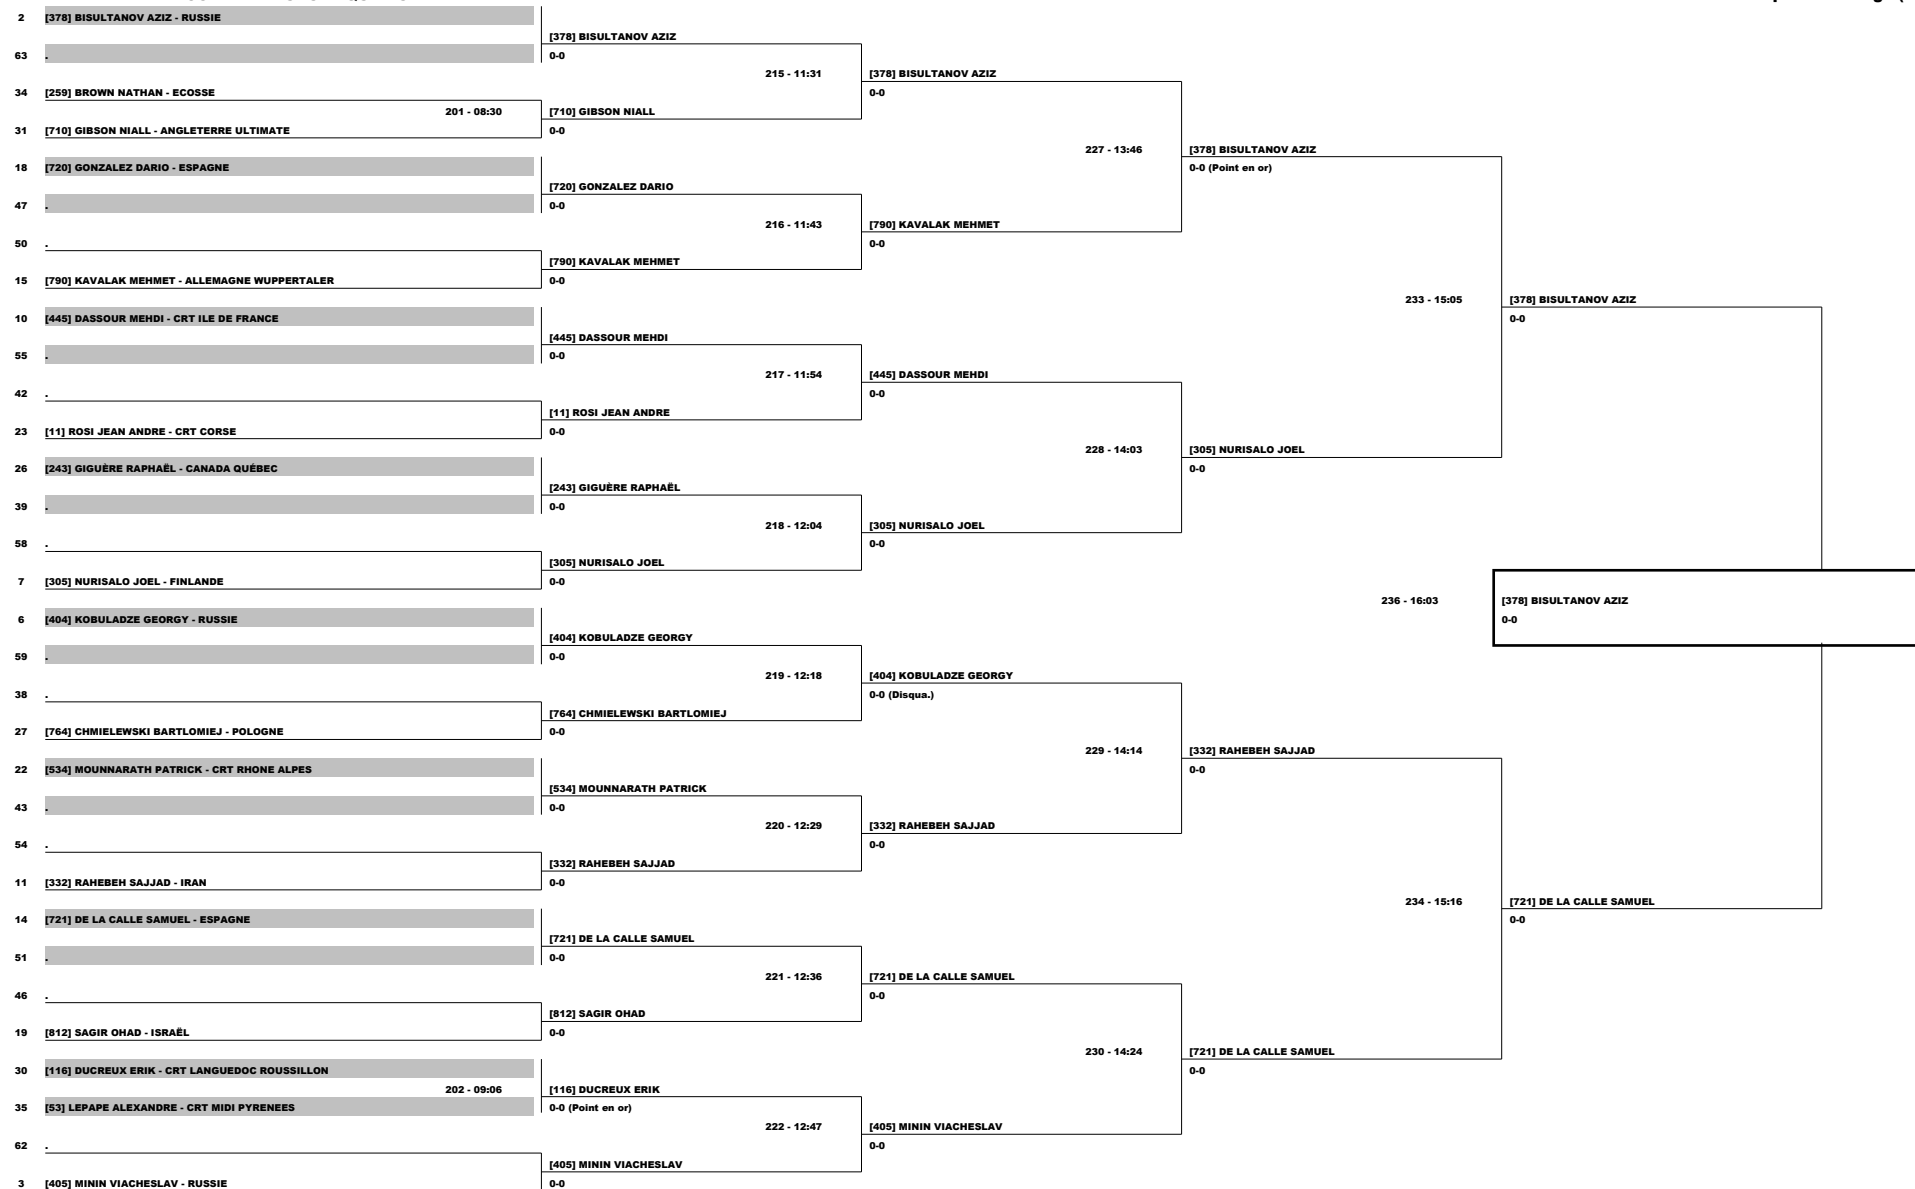 2 [378] BISULTANOV AZIZ - RUSSIE
[378] BISULTANOV AZIZ
63 .
0-0
215 - 11:31
[378] BISULTANOV AZIZ
34 [259] BROWN NATHAN - ECOSSE
0-0
201 - 08:30
[710] GIBSON NIALL
31 [710] GIBSON NIALL - ANGLETERRE ULTIMATE
0-0
227 - 13:46
[378] BISULTANOV AZIZ
18 [720] GONZALEZ DARIO - ESPAGNE
0-0 (Point en or)
[720] GONZALEZ DARIO
47 .
0-0
216 - 11:43
[790] KAVALAK MEHMET
50 .
0-0
[790] KAVALAK MEHMET
15 [790] KAVALAK MEHMET - ALLEMAGNE WUPPERTALER
0-0
233 - 15:05
[378] BISULTANOV AZIZ
10 [445] DASSOUR MEHDI - CRT ILE DE FRANCE
0-0
[445] DASSOUR MEHDI
55 .
0-0
217 - 11:54
[445] DASSOUR MEHDI
42 .
0-0
[11] ROSI JEAN ANDRE
23 [11] ROSI JEAN ANDRE - CRT CORSE
0-0
228 - 14:03
[305] NURISALO JOEL
26 [243] GIGUÈRE RAPHAËL - CANADA QUÉBEC
0-0
[243] GIGUÈRE RAPHAËL
39 .
0-0
218 - 12:04
[305] NURISALO JOEL
58 .
0-0
[305] NURISALO JOEL
7 [305] NURISALO JOEL - FINLANDE
0-0
236 - 16:03
[378] BISULTANOV AZIZ
6 [404] KOBULADZE GEORGY - RUSSIE
0-0
[404] KOBULADZE GEORGY
59 .
0-0
219 - 12:18
[404] KOBULADZE GEORGY
38 .
0-0 (Disqua.)
[764] CHMIELEWSKI BARTLOMIEJ
27 [764] CHMIELEWSKI BARTLOMIEJ - POLOGNE
0-0
229 - 14:14
[332] RAHEBEH SAJJAD
22 [534] MOUNNARATH PATRICK - CRT RHONE ALPES
0-0
[534] MOUNNARATH PATRICK
43 .
0-0
220 - 12:29
[332] RAHEBEH SAJJAD
54 .
0-0
[332] RAHEBEH SAJJAD
11 [332] RAHEBEH SAJJAD - IRAN
0-0
234 - 15:16
[721] DE LA CALLE SAMUEL
14 [721] DE LA CALLE SAMUEL - ESPAGNE
0-0
[721] DE LA CALLE SAMUEL
51 .
0-0
221 - 12:36
[721] DE LA CALLE SAMUEL
46 .
0-0
[812] SAGIR OHAD
19 [812] SAGIR OHAD - ISRAËL
0-0
230 - 14:24
[721] DE LA CALLE SAMUEL
30 [116] DUCREUX ERIK - CRT LANGUEDOC ROUSSILLON
0-0
202 - 09:06
[116] DUCREUX ERIK
35 [53] LEPAPE ALEXANDRE - CRT MIDI PYRENEES
0-0 (Point en or)
222 - 12:47
[405] MININ VIACHESLAV
62 .
0-0
[405] MININ VIACHESLAV
3 [405] MININ VIACHESLAV - RUSSIE
0-0